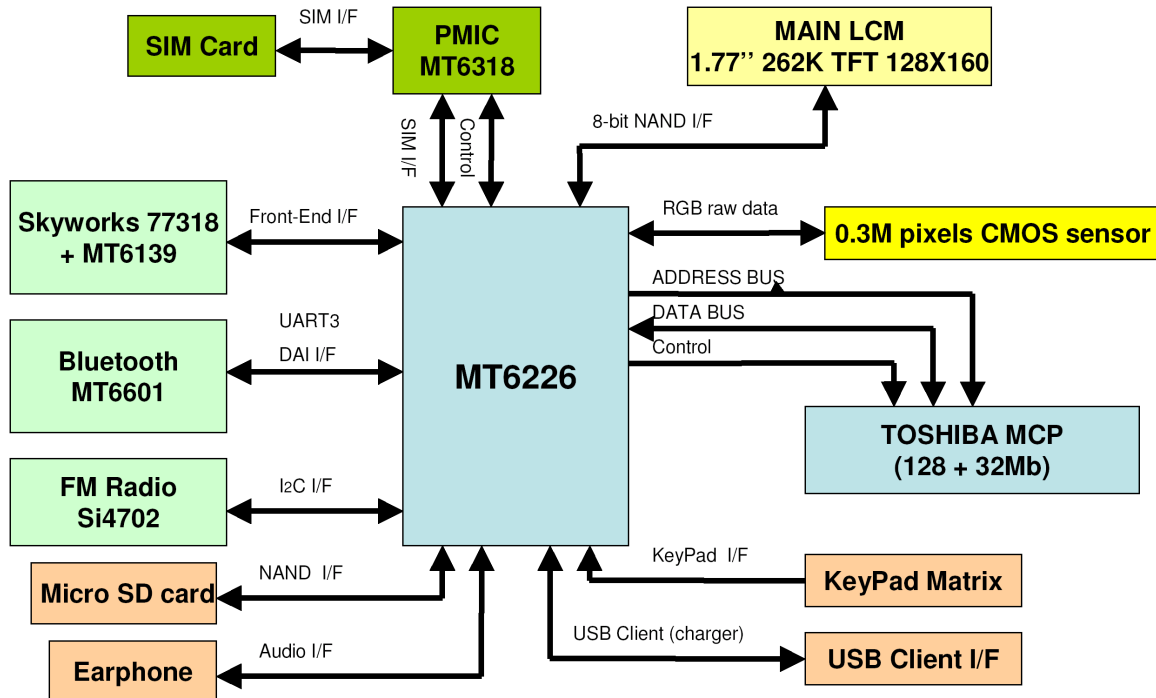 SIM I/F
SIM Card
PMIC
MT6318
MAIN LCM
1.77’’ 262K TFT 128X160
SIM I/F
Control
8-bit NAND I/F
Skyworks 77318
+ MT6139
Front-End I/F
RGB raw data
0.3M pixels CMOS sensor
ADDRESS BUS
DATA BUS
Control
UART3
DAI I/F
Bluetooth
MT6601
MT6226
TOSHIBA MCP
(128 + 32Mb)
FM Radio
Si4702
I2C I/F
NAND I/F
Micro SD card
KeyPad I/F
KeyPad Matrix
Audio I/F
Earphone
USB Client (charger)
USB Client I/F